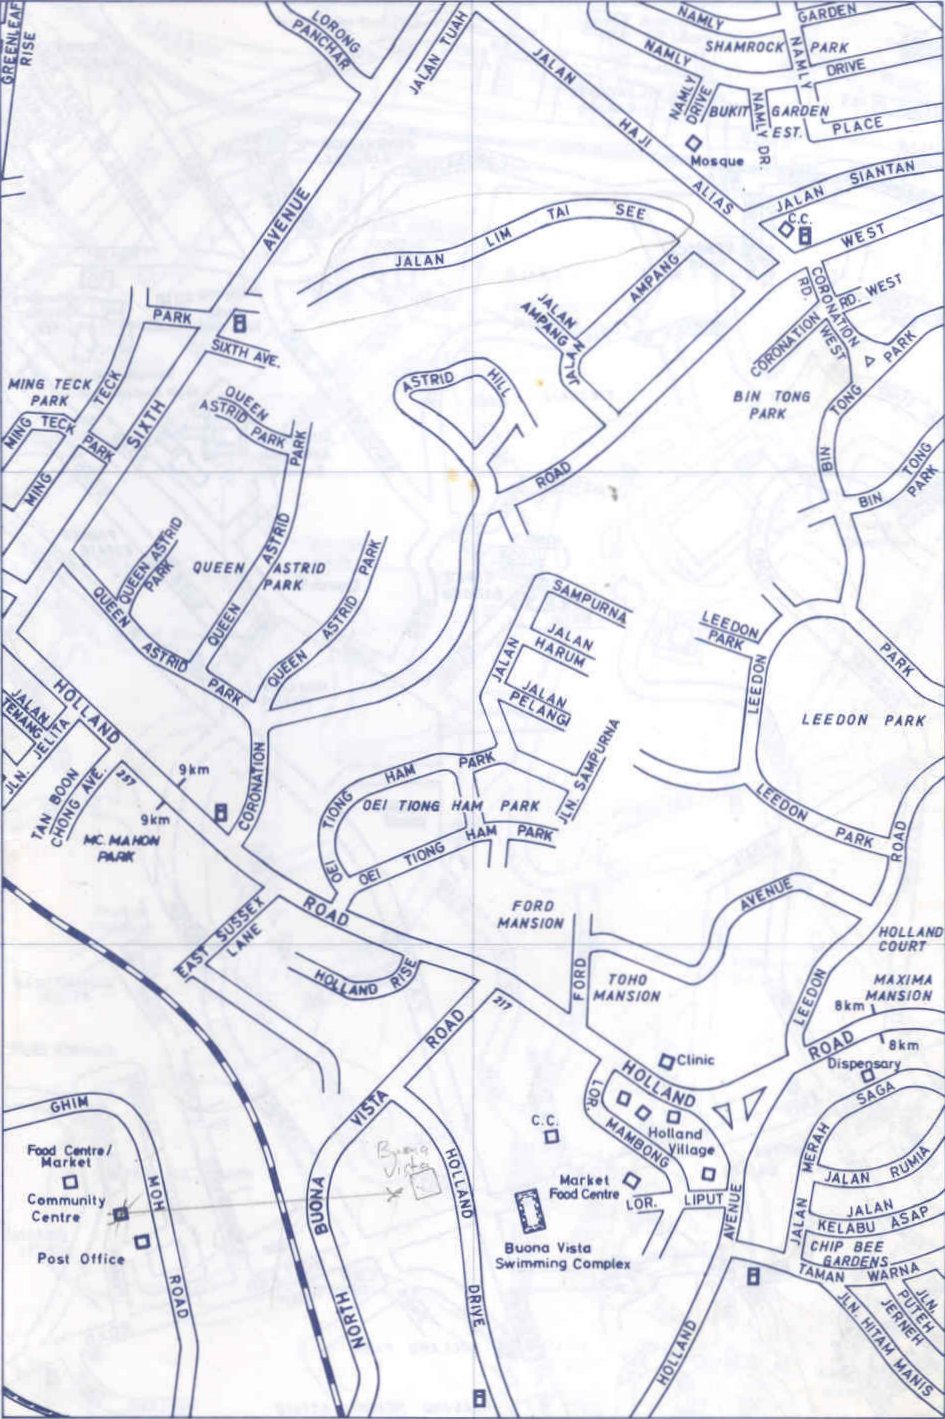 GREENLEAF
RISE
LORONG
PANCHAR
JALAN TUAH
JALAN
HAJI
ALIAS
NAMLY
GARDEN
NAMLY
SHAMROCK PARK
NAMLY
DRIVE
NAMLY
DRIVE
BUKIT
GARDEN
EST.
NAMLY DR.
PLACE
Mosque
JALAN SIANTAN
C.C.
WEST
AVENUE
JALAN LIM TAI SEE
JALAN
AMPANG
JALAN
AMPANG
CORONATION
RD. WEST
CORONATION
RD.
WEST
CORONATION
PARK
BIN TONG
PARK
BIN
TONG
BIN
TONG
PARK
PARK
SIXTH AVE.
MING TECK
PARK
TECK
SIXTH
MING TECK
PARK
MING
QUEEN
ASTRID PARK
PARK
ASTRID HILL
ROAD
QUEEN ASTRID
PARK
QUEEN ASTRID
PARK
QUEEN
ASTRID
QUEEN
ASTRID
PARK
QUEEN ASTRID PARK
SAMPURNA
JALAN
HARUM
JALAN
JALAN
PELANG
LEEDON
PARK
LEEDON
PARK
LEEDON PARK
HOLLAND
JALAN
TEMANG
JLN. JELITA
TAN BOON
CHONG AVE.
257
9km
9km
MC. MAHON
PARK
CORONATION
OEI TIONG HAM PARK
OEI TIONG HAM PARK
OEI TIONG HAM PARK
JLN. SAMPURNA
LEEDON PARK
ROAD
ROAD
FORD
MANSION
AVENUE
HOLLAND
COURT
EAST SUSSEX
LANE
HOLLAND RISE
FORD
TOHO
MANSION
LEEDON
MAXIMA
MANSION
8km
8km
217
ROAD
ROAD
Clinic
HOLLAND
Dispensary
SAGA
GHIM
MOH
ROAD
VISTA
LOR.
MAMBONG
Holland
Village
C.C.
JALAN MERAH
JALAN RUMIA
Food Centre/
Market
Community
Centre
Post Office
Buona
Vista
HOLLAND
DRIVE
BUONA
NORTH
Market
Food Centre
LOR. LIPUT
AVENUE
JALAN
KELABU ASAP
Buona Vista
Swimming Complex
CHIP BEE
GARDENS
TAMAN WARNA
JLN.
PUTEH
JERNEH
JLN. HITAM MANIS
HOLLAND